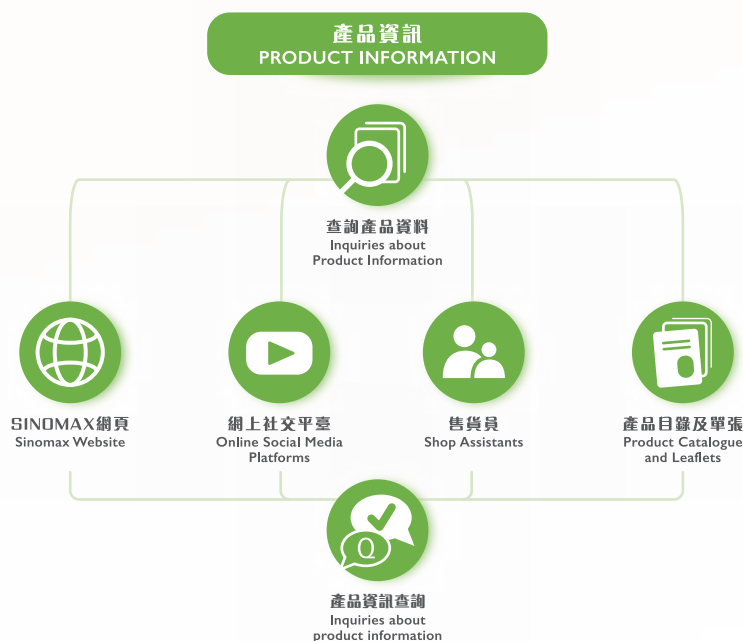 產品資訊
PRODUCT INFORMATION
查詢產品資料
Inquiries about
Product Information
SINOMAX網頁
Sinomax Website
網上社交平臺
Online Social Media
Platforms
售貨員
Shop Assistants
產品目錄及單張
Product Catalogue
and Leaflets
Q
產品資訊查詢
Inquiries about
product information